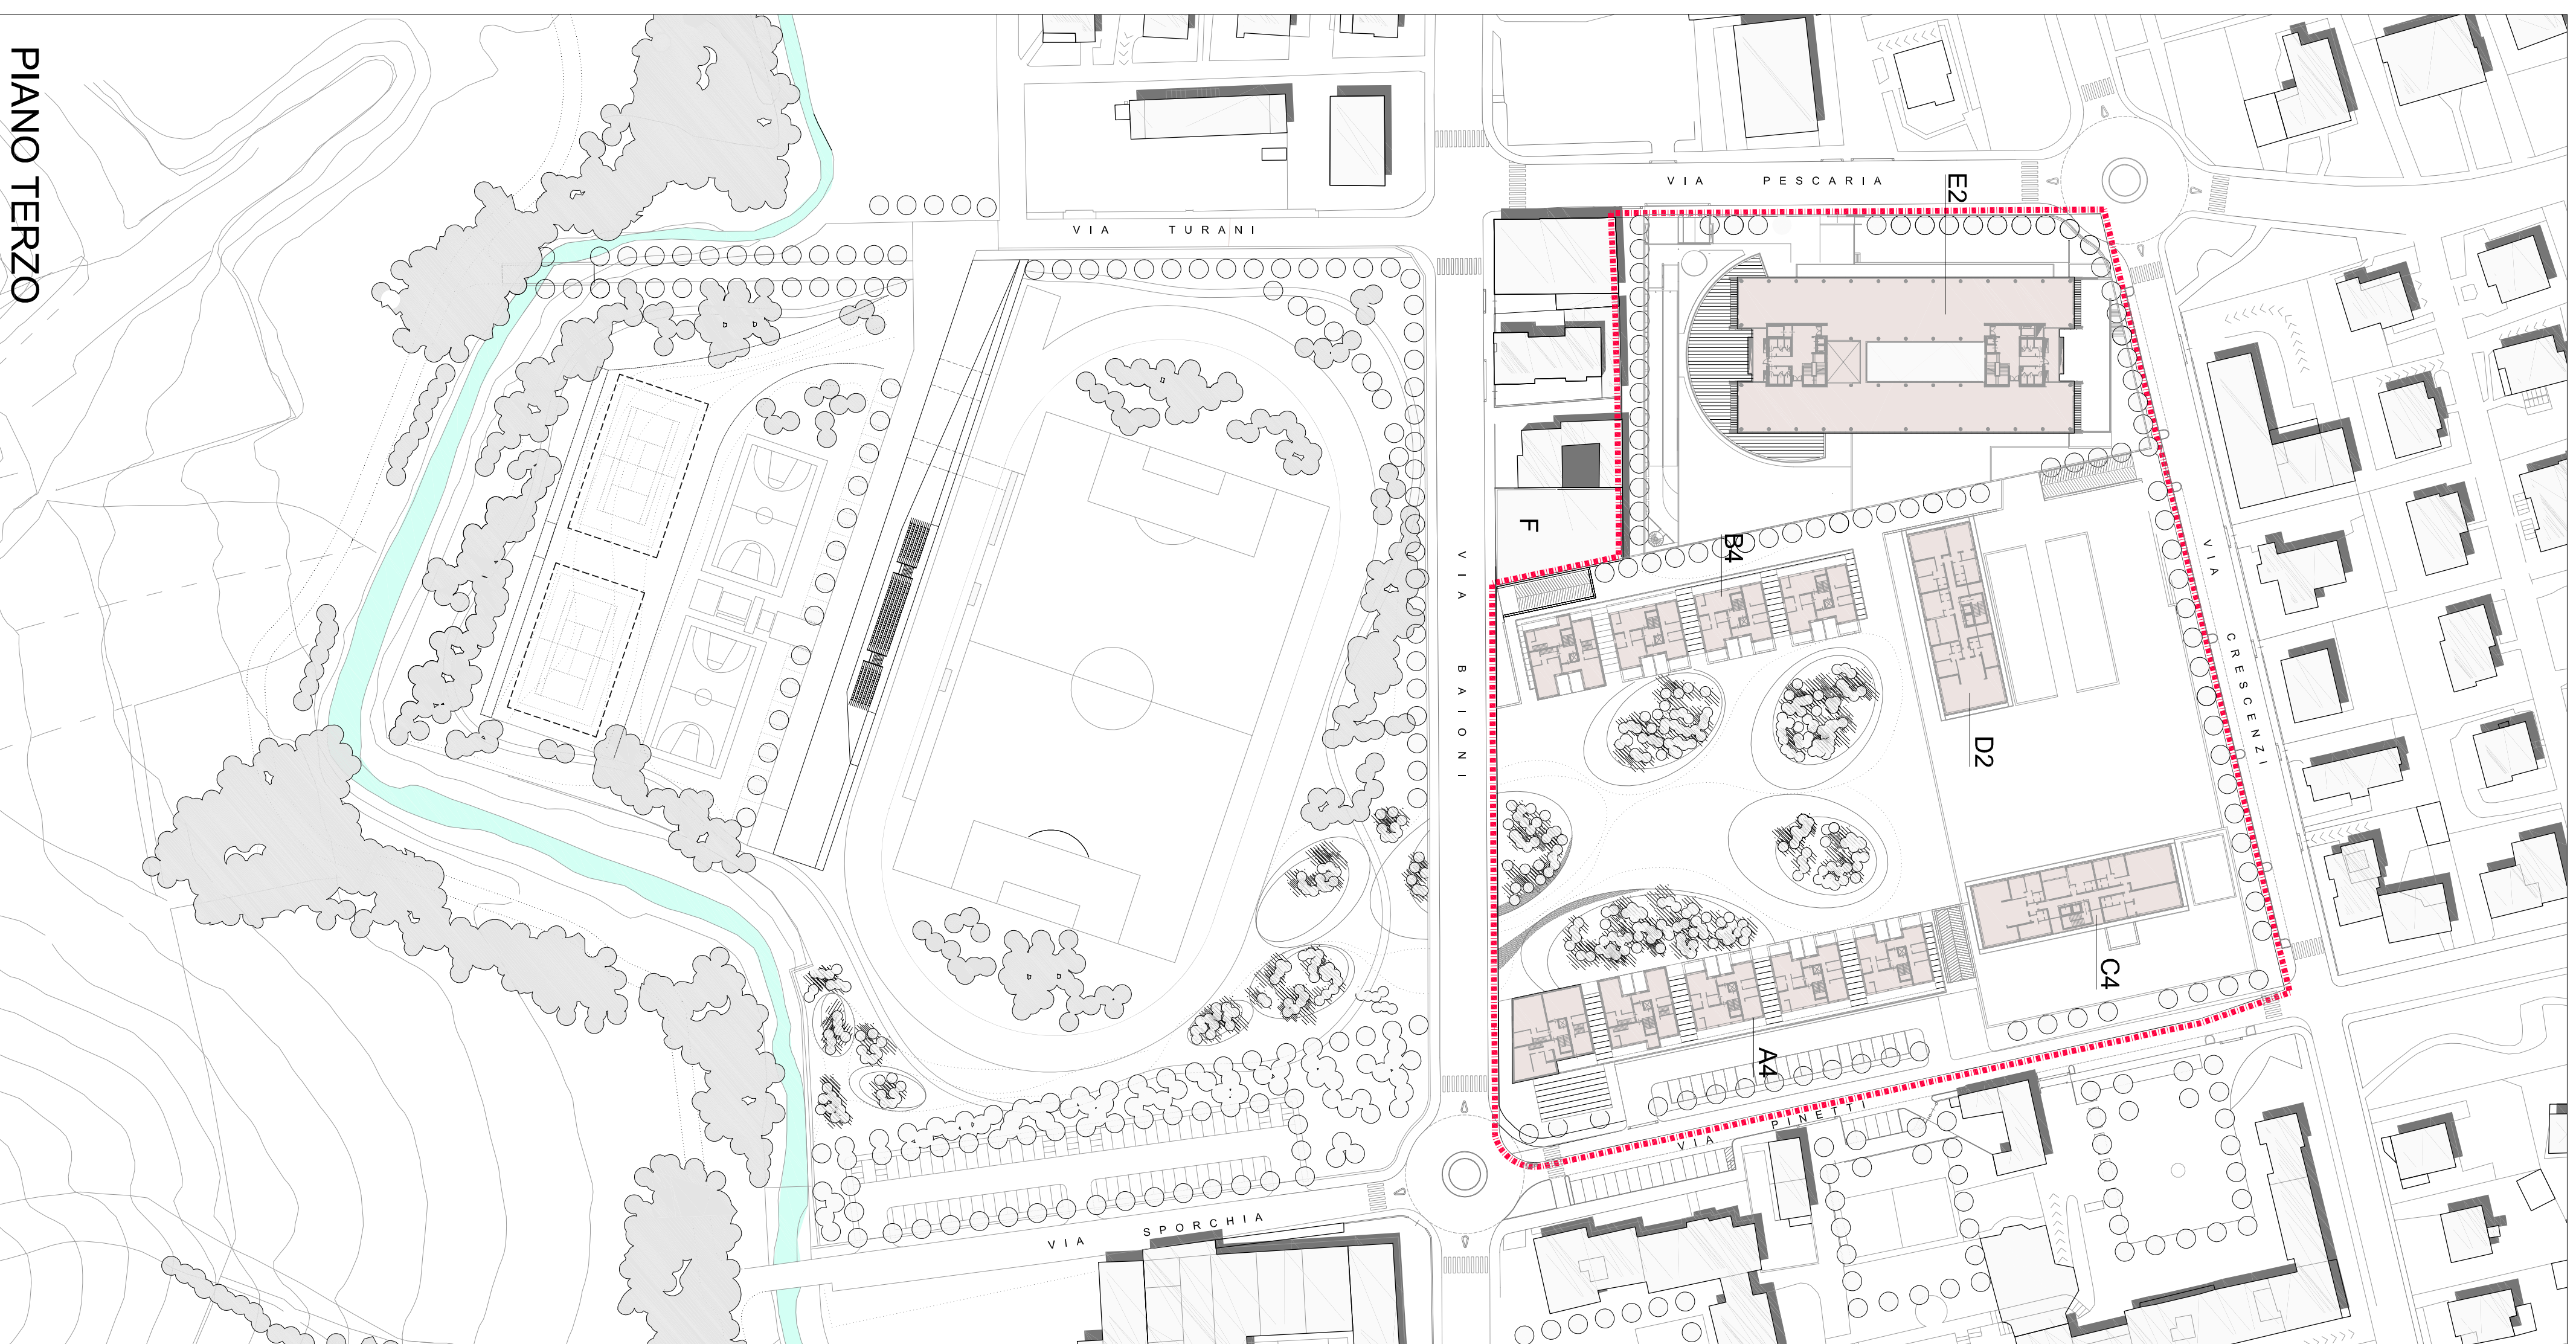 PIANO TERZO
VIA PESCARIA
E2
VIA TURANI
F
B4
VIA BAIONI
VIA CRESCENZI
D2
C4
A4
VIA PINETTI
VIA SPORCHIA